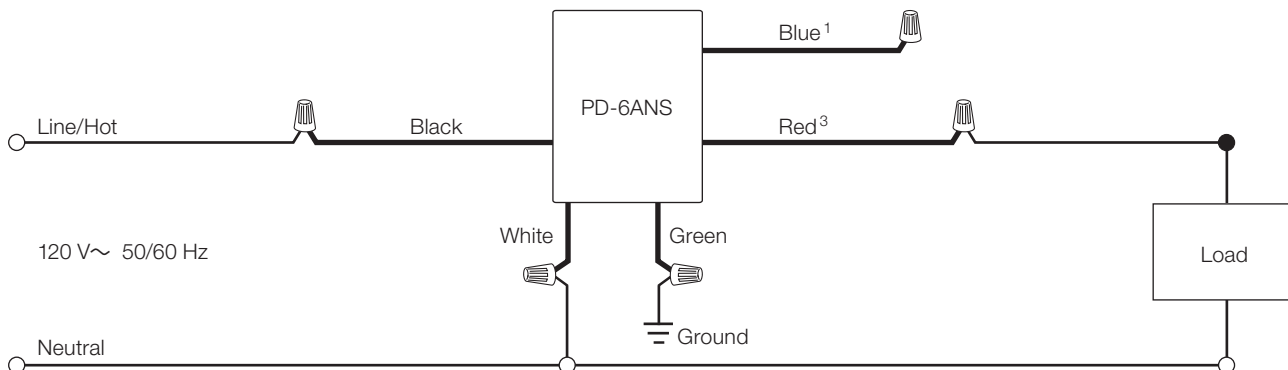 Blue¹
PD-6ANS
Line/Hot
Black
Red³
White
Green
120 V~ 50/60 Hz
Load
Ground
Neutral